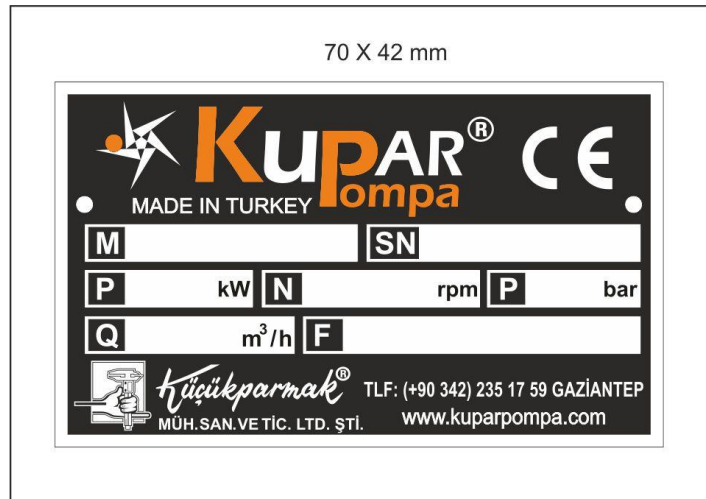 70 X 42 mm
KuPAR® CE
MADE IN TURKEY Pompa
M SN
P kW N rpm P bar
Q m³/h F
Küçükparmak® TLF: (+90 342) 235 17 59 GAZİANTEP
MÜH.SAN.VE TİC. LTD. ŞTİ. www.kuparpompa.com